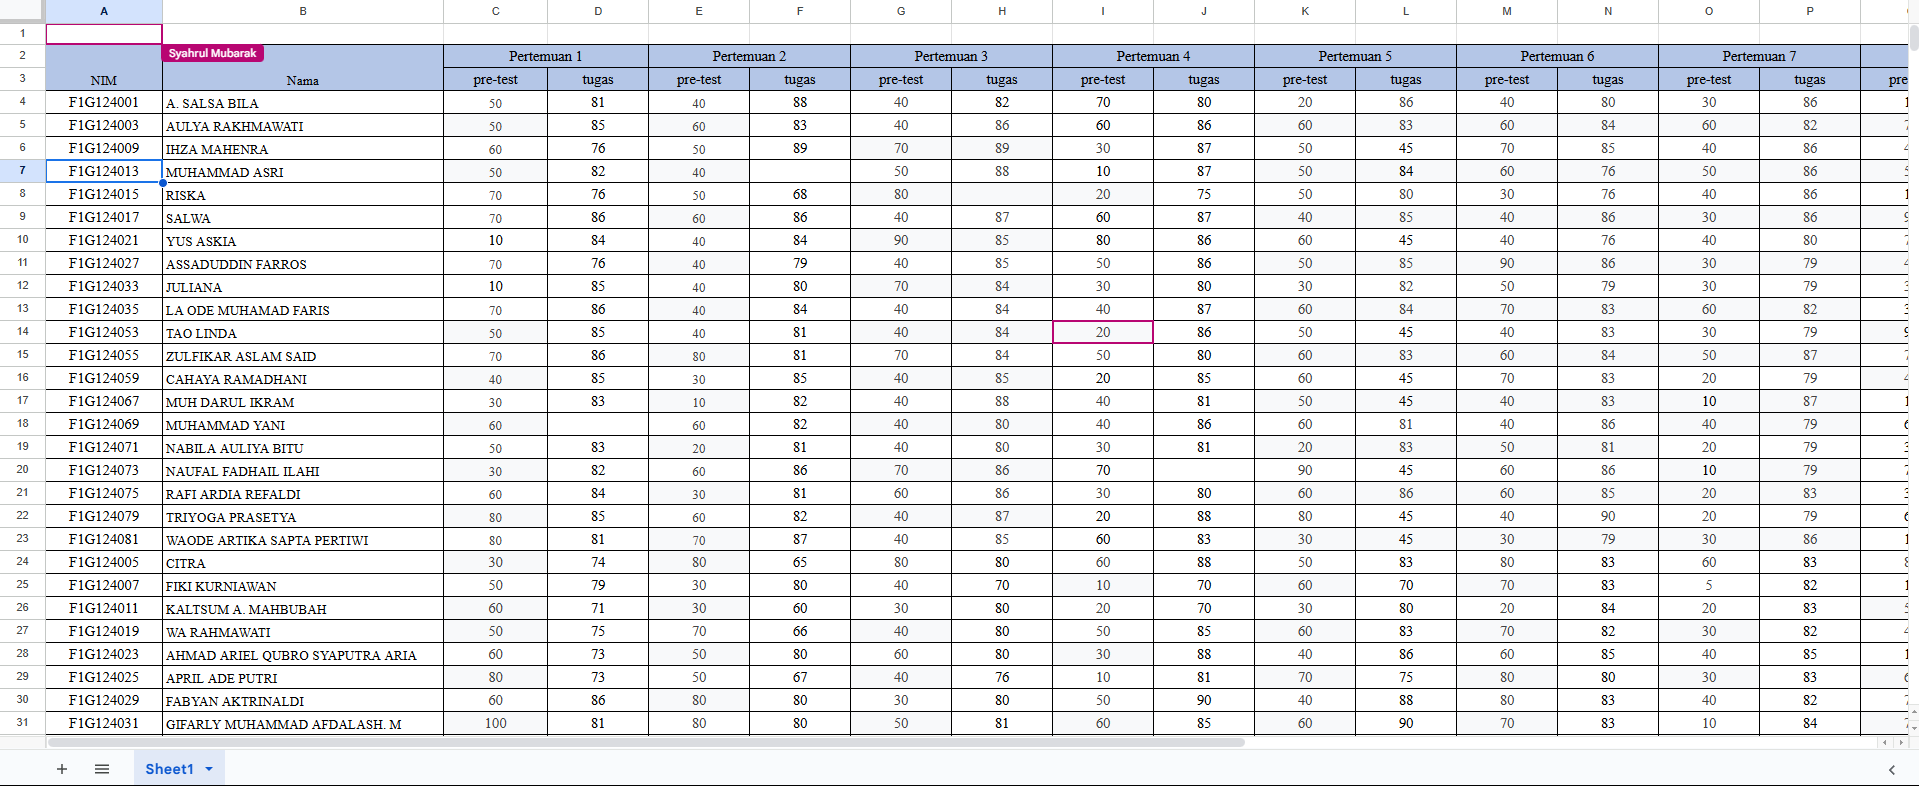 A B C D E F G H I J K L M N O P
1
Syahrul Mubarak
2 Pertemuan 1 Pertemuan 2 Pertemuan 3 Pertemuan 4 Pertemuan 5 Pertemuan 6 Pertemuan 7
3 NIM Nama pre-test tugas pre-test tugas pre-test tugas pre-test tugas pre-test tugas pre-test tugas pre-test tugas pre
4 F1G124001 A. SALSA BILA 50 81 40 88 40 82 70 80 20 86 40 80 30 86
5 F1G124003 AULYA RAKHMAWATI 50 85 60 83 40 86 60 86 60 83 60 84 60 82
6 F1G124009 IHZA MAHENRA 60 76 50 89 70 89 30 87 50 45 70 85 40 86
7 F1G124013 MUHAMMAD ASRI 50 82 40 50 88 10 87 50 84 60 76 50 86
8 F1G124015 RISKA 70 76 50 68 80 20 75 50 80 30 76 40 86
9 F1G124017 SALWA 70 86 60 86 40 87 60 87 40 85 40 86 30 86
10 F1G124021 YUS ASKIA 10 84 40 84 90 85 80 86 60 45 40 76 40 80
11 F1G124027 ASSADUDDIN FARROS 70 76 40 79 40 85 50 86 50 85 90 86 30 79
12 F1G124033 JULIANA 10 85 40 80 70 84 30 80 30 82 50 79 30 79
13 F1G124035 LA ODE MUHAMAD FARIS 70 86 40 84 40 84 40 87 60 84 70 83 60 82
14 F1G124053 TAO LINDA 50 85 40 81 40 84 20 86 50 45 40 83 30 79
15 F1G124055 ZULFIKAR ASLAM SAID 70 86 80 81 70 84 50 80 60 83 60 84 50 87
16 F1G124059 CAHAYA RAMADHANI 40 85 30 85 40 85 20 85 60 45 70 83 20 79
17 F1G124067 MUH DARUL IKRAM 30 83 10 82 40 88 40 81 50 45 40 83 10 87
18 F1G124069 MUHAMMAD YANI 60 60 82 40 80 40 86 60 81 40 86 40 79
19 F1G124071 NABILA AULIYA BITU 50 83 20 81 40 80 30 81 20 83 50 81 20 79
20 F1G124073 NAUFAL FADHAIL ILAHI 30 82 60 86 70 86 70 90 45 60 86 10 79
21 F1G124075 RAFI ARDIA REFALDI 60 84 30 81 60 86 30 80 60 86 60 85 20 83
22 F1G124079 TRIYOGA PRASETYA 80 85 60 82 40 87 20 88 80 45 40 90 20 79
23 F1G124081 WAODE ARTIKA SAPTA PERTIWI 80 81 70 87 40 85 60 83 30 45 30 79 30 86
24 F1G124005 CITRA 30 74 80 65 80 80 60 88 50 83 80 83 60 83
25 F1G124007 FIKI KURNIAWAN 50 79 30 80 40 70 10 70 60 70 70 83 5 82
26 F1G124011 KALTSUM A. MAHBUBAH 60 71 30 60 30 80 20 70 30 80 20 84 20 83
27 F1G124019 WA RAHMAWATI 50 75 70 66 40 80 50 85 60 83 70 82 30 82
28 F1G124023 AHMAD ARIEL QUBRO SYAPUTRA ARIA 60 73 50 80 60 80 30 88 40 86 60 85 40 85
29 F1G124025 APRIL ADE PUTRI 80 73 50 67 40 76 10 81 70 75 80 80 30 83
30 F1G124029 FABYAN AKTRINALDI 60 86 80 80 30 80 50 90 40 88 80 83 40 82
31 F1G124031 GIFARLY MUHAMMAD AFDALASH. M 100 81 80 80 50 81 60 85 60 90 70 83 10 84
Sheet1